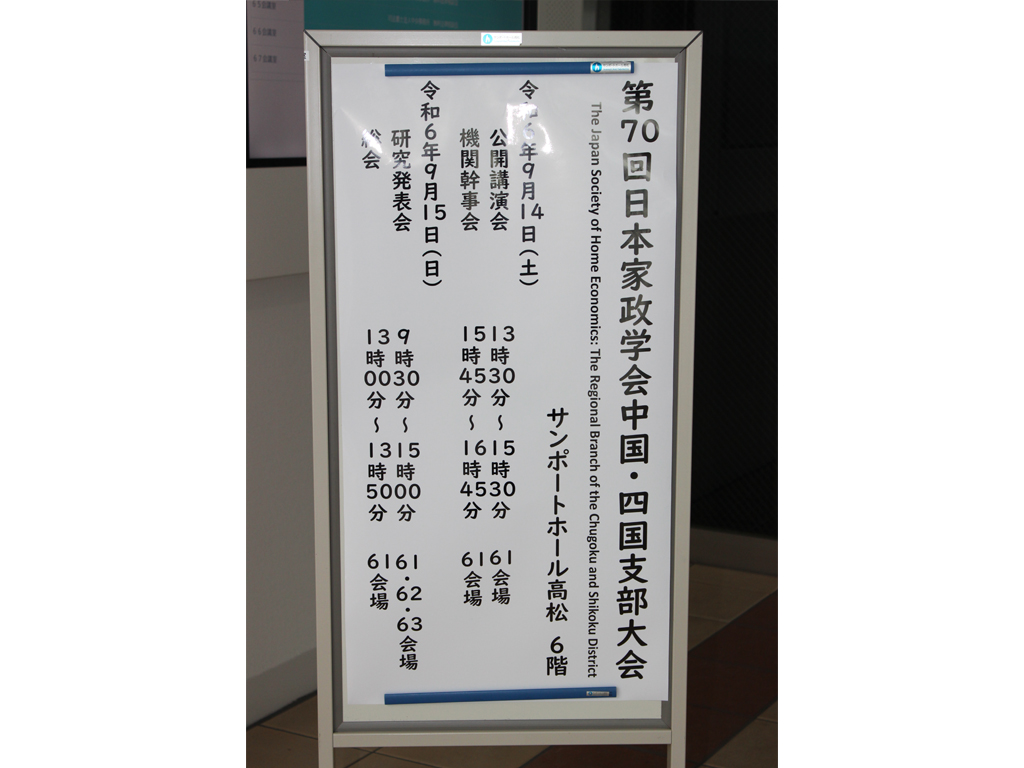 第70回日本家政学会中国・四国支部大会
The Japan Society of Home Economics: The Regional Branch of the Chugoku and Shikoku District
サンポートホール高松 6階
令和6年9月14日(土)
公開講演会 13時30分～15時30分 61会場
機関幹事会 15時45分～16時45分 61会場
令和6年9月15日(日)
研究発表会 9時30分～15時00分 61・62・63会場
総会 13時00分～13時50分 61会場